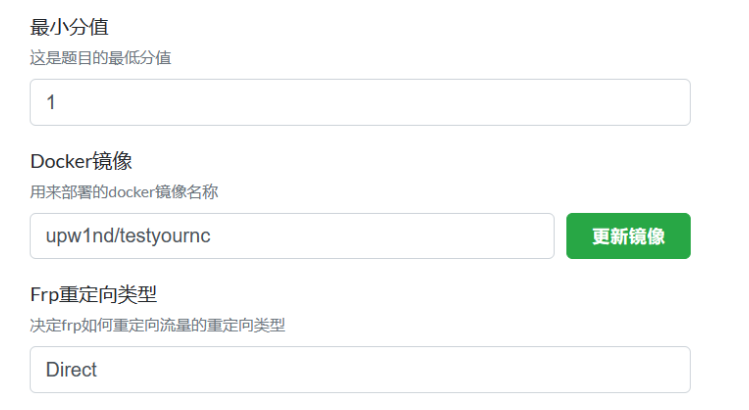 最小分值
这是题目的最低分值
1
Docker镜像
用来部署的docker镜像名称
upw1nd/testyournc
更新镜像
Frp重定向类型
决定frp如何重定向流量的重定向类型
Direct